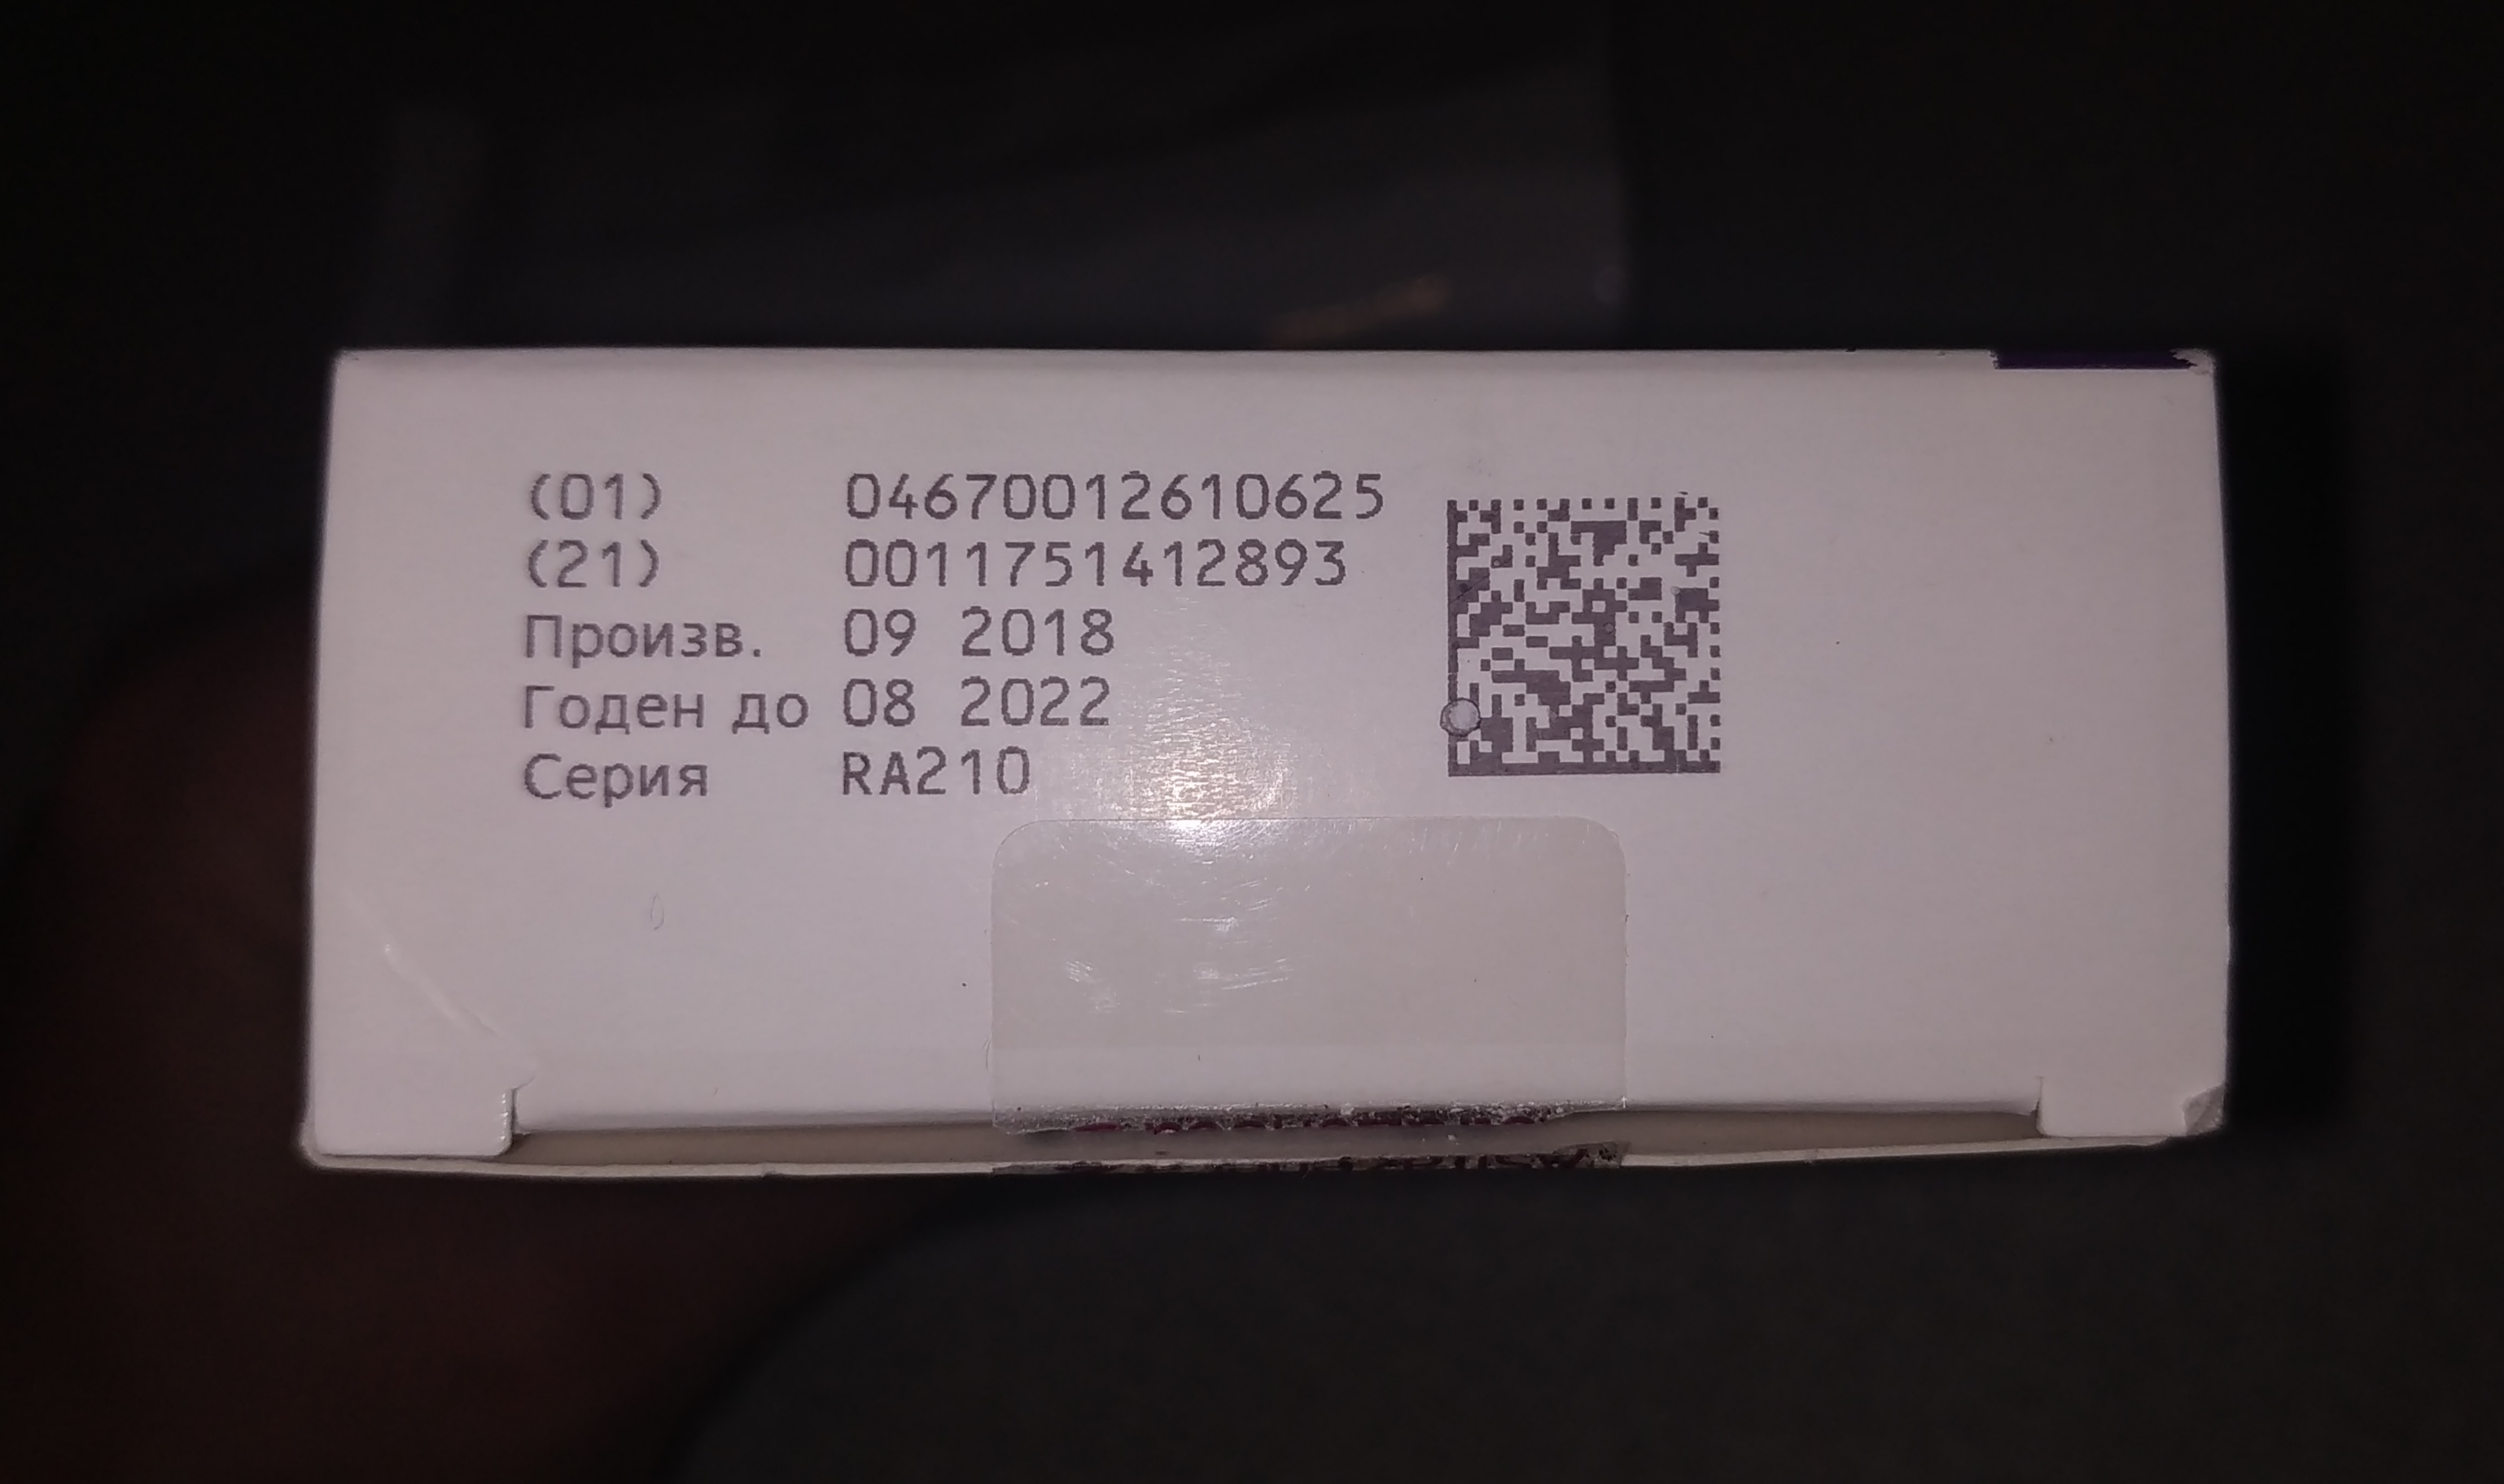 (01) 04670012610625
(21) 0011751412893
Произв. 09 2018
Годен до 08 2022
Серия RA210